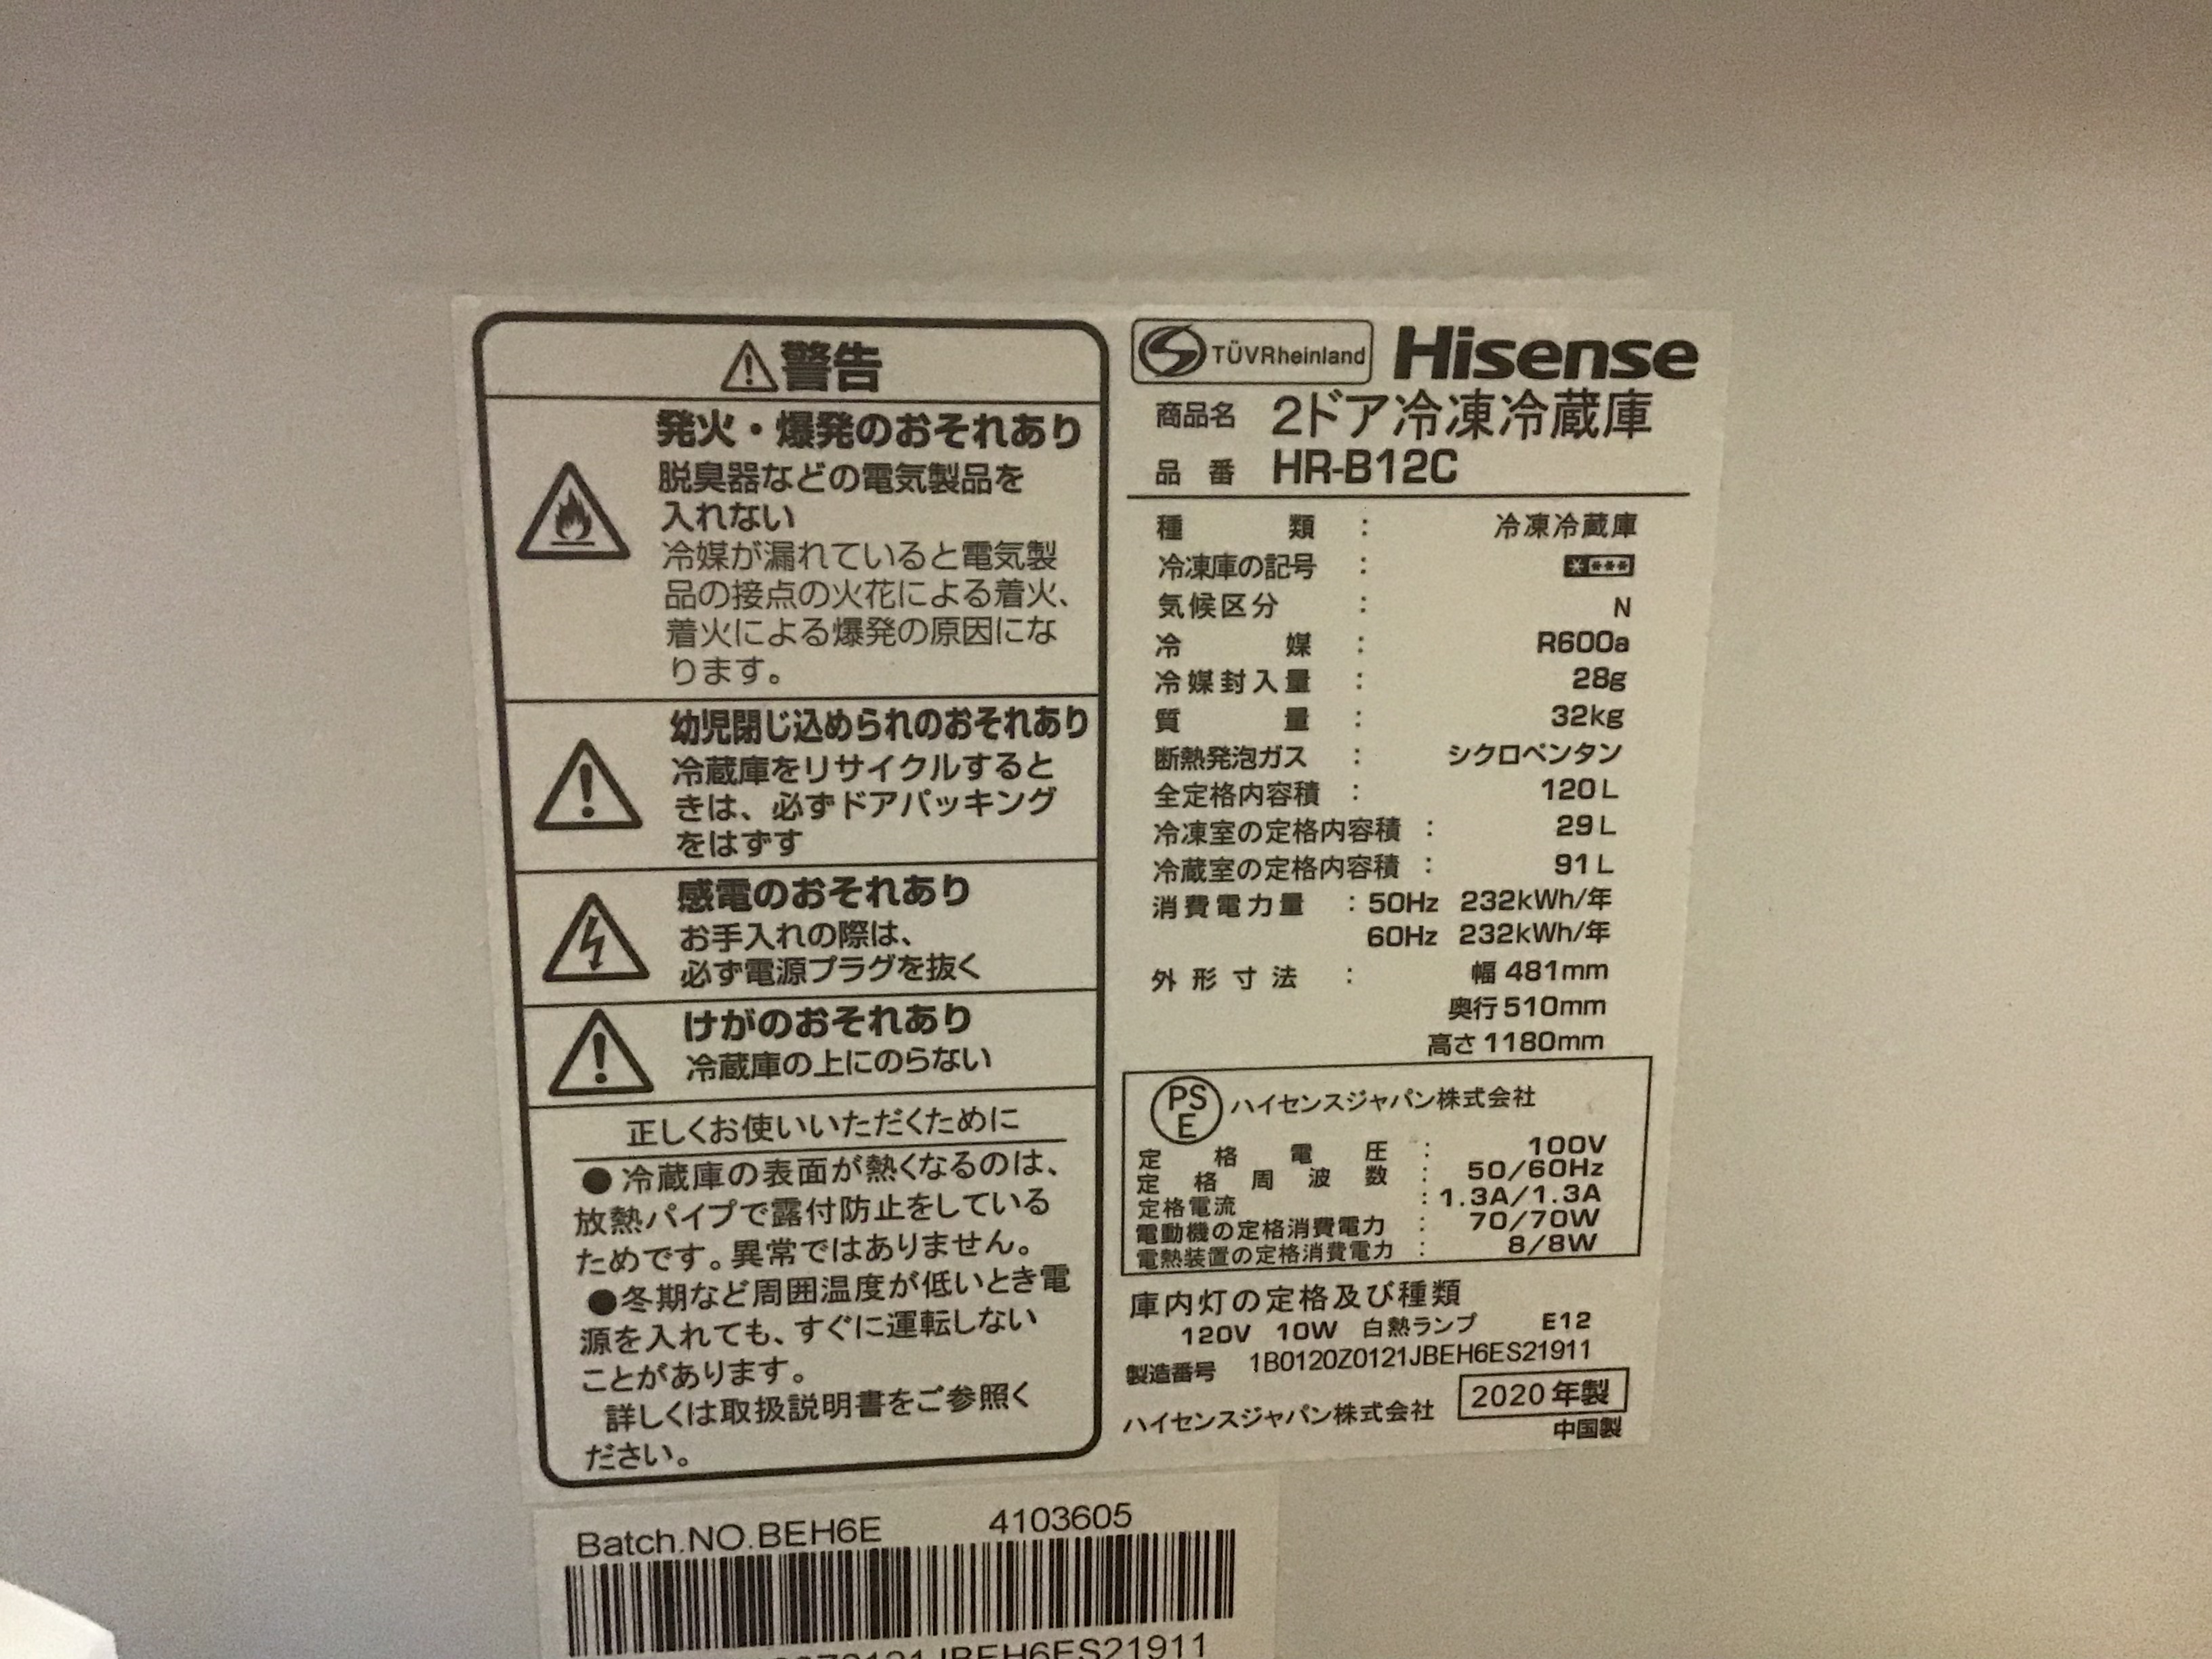 警告
発火・爆発のおそれあり
脱臭器などの電気製品を
入れない
冷媒が漏れていると電気製
品の接点の火花による着火、
着火による爆発の原因にな
ります。
幼児閉じ込められのおそれあり
冷蔵庫をリサイクルすると
きは、必ずドアパッキング
をはずす
感電のおそれあり
お手入れの際は、
必ず電源プラグを抜く
けがのおそれあり
冷蔵庫の上にのらない
正しくお使いいただくために
●冷蔵庫の表面が熱くなるのは、
放熱パイプで露付防止をしている
ためです。異常ではありません。
●冬期など周囲温度が低いとき電
源を入れても、すぐに運転しない
ことがあります。
詳しくは取扱説明書をご参照く
ださい。
TÜVRheinland Hisense
商品名 2ドア冷凍冷蔵庫
品番 HR-B12C
種類 : 冷凍冷蔵庫
冷凍庫の記号 : ****
気候区分 : N
冷媒 : R600a
冷媒封入量 : 28g
質量 : 32kg
断熱発泡ガス : シクロペンタン
全定格内容積 : 120L
冷凍室の定格内容積 : 29L
冷蔵室の定格内容積 : 91L
消費電力量 : 50Hz 232kWh/年
60Hz 232kWh/年
外形寸法 : 幅 481mm
奥行 510mm
高さ 1180mm
PSE ハイセンスジャパン株式会社
定格電圧 : 100V
定格周波数 : 50/60Hz
定格電流 : 1.3A/1.3A
電動機の定格消費電力 : 70/70W
電熱装置の定格消費電力 : 8/8W
庫内灯の定格及び種類
120V 10W 白熱ランプ E12
製造番号 1B0120Z0121JBEH6ES21911
ハイセンスジャパン株式会社 2020年製
中国製
Batch.NO.BEH6E 4103605
JBEH6ES21911